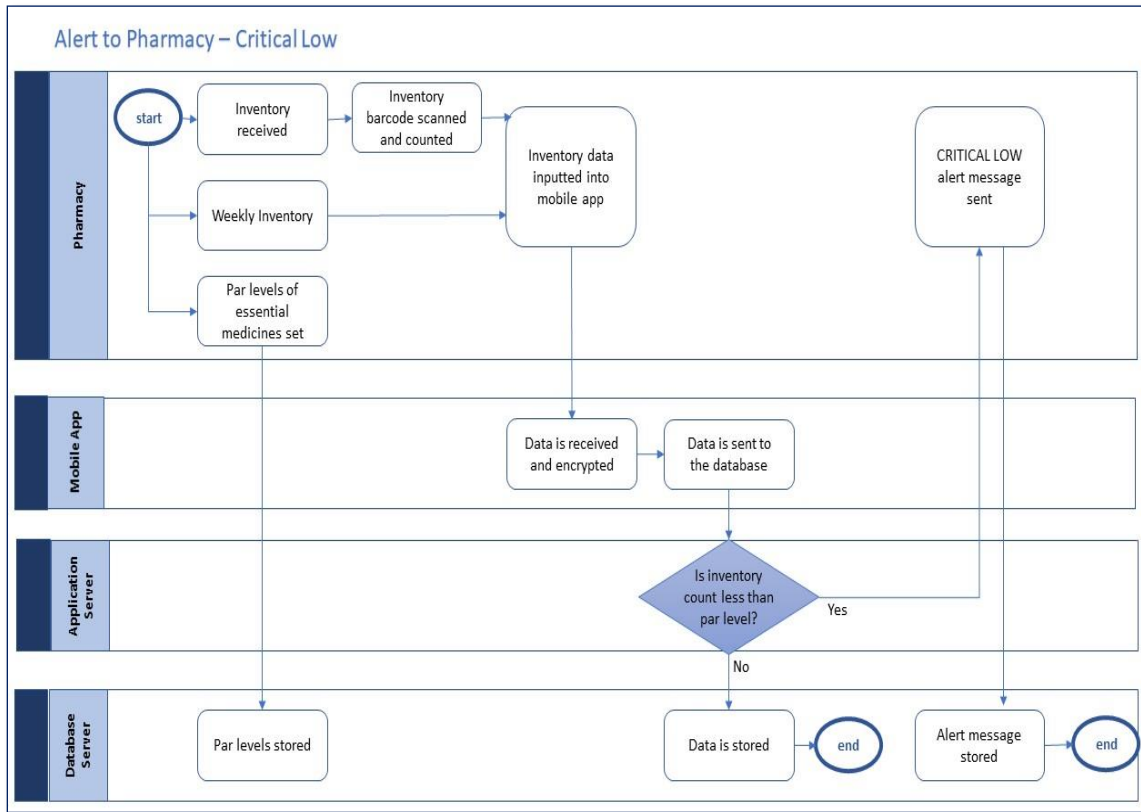 Alert to Pharmacy – Critical Low
Pharmacy
start
Inventory
received
Inventory
barcode scanned
and counted
Inventory data
inputted into
mobile app
CRITICAL LOW
alert message
sent
Weekly Inventory
Par levels of
essential
medicines set
Mobile App
Data is received
and encrypted
Data is sent to
the database
Application
Server
Is inventory
count less than
par level?
Yes
No
Database
Server
Par levels stored
Data is stored
end
Alert message
stored
end